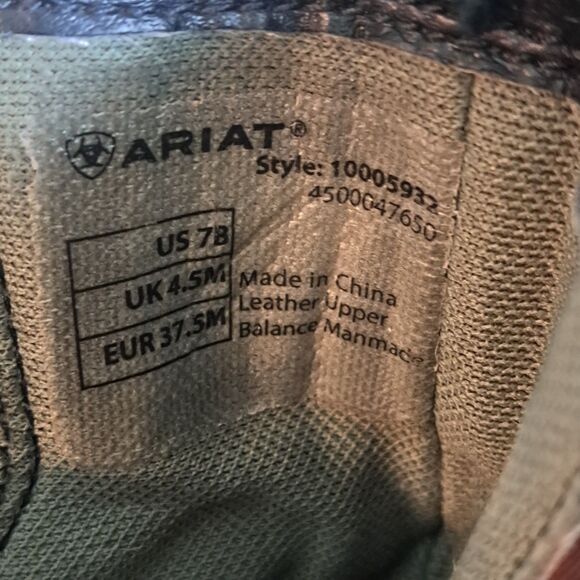 ARIAT®
Style: 10005932
4500047650
US 7B
UK 4.5M
EUR 37.5M
Made in China
Leather Upper
Balance Manmade